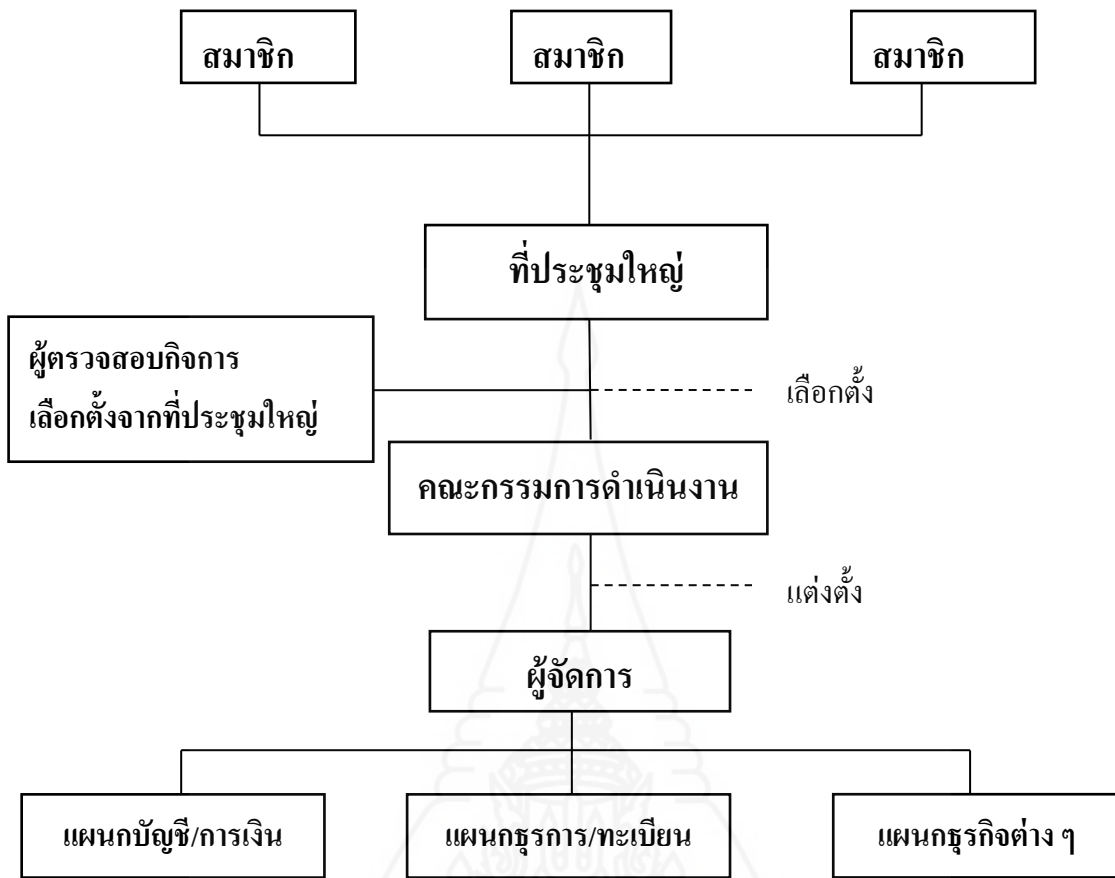 สมาชิก
สมาชิก
สมาชิก
ที่ประชุมใหญ่
ผู้ตรวจสอบกิจการ
เลือกตั้งจากที่ประชุมใหญ่
เลือกตั้ง
คณะกรรมการดำเนินงาน
แต่งตั้ง
ผู้จัดการ
แผนกบัญชี/การเงิน
แผนกธุรการ/ทะเบียน
แผนกธุรกิจต่าง ๆ